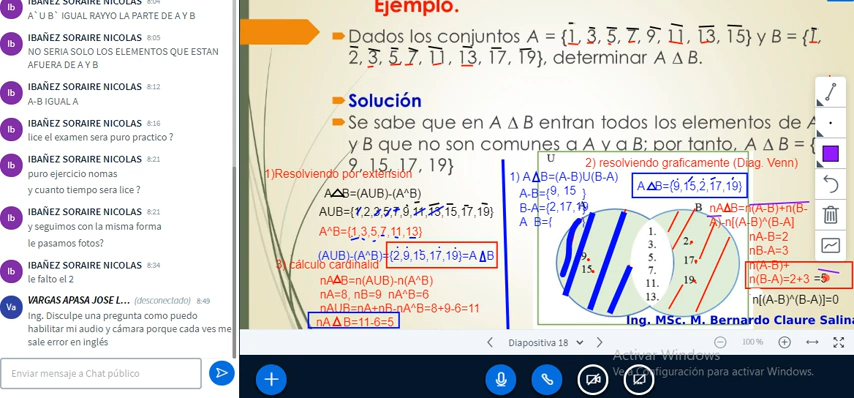 IBAÑEZ SORAIRE NICOLAS 8:04
A`U B` IGUAL RAYYO LA PARTE DE A Y B
IBAÑEZ SORAIRE NICOLAS 8:05
NO SERIA SOLO LOS ELEMENTOS QUE ESTAN
AFUERA DE A Y B
IBAÑEZ SORAIRE NICOLAS 8:12
A-B IGUAL A
IBAÑEZ SORAIRE NICOLAS 8:16
lice el examen sera puro practico ?
IBAÑEZ SORAIRE NICOLAS 8:21
puro ejercicio nomas
y cuanto tiempo sera lice ?
IBAÑEZ SORAIRE NICOLAS 8:21
y seguimos con la misma forma
le pasamos fotos?
IBAÑEZ SORAIRE NICOLAS 8:34
le falto el 2
VARGAS APASA JOSE L... (desconectado) 8:49
Ing. Disculpe una pregunta como puedo
habilitar mi audio y cámara porque cada ves me
sale error en inglés
Enviar mensaje a Chat público
Ejemplo.
Dados los conjuntos A = {1, 3, 5, 7, 9, 11, 13, 15} y B = {1,
2, 3, 5, 7, 11, 13, 17, 19}, determinar A Δ B.
Solución
Se sabe que en A Δ B entran todos los elementos de A
y B que no son comunes a A y a B; por tanto, A Δ B = {
9, 15, 17, 19}
1)Resolviendo por extensión
AΔB=(AUB)-(A^B)
AUB={1,2,3,5,7,9,11,13,15,17,19}
A^B={1,3,5,7,11,13}
(AUB)-(A^B)={2,9,15,17,19}=A ΔB
3) cálculo cardinalid
nAΔB=n(AUB)-n(A^B)
nA=8, nB=9 nA^B=6
nAUB=nA+nB-nA^B=8+9-6=11
nA Δ B=11-6=5
U
2) resolviendo graficamente (Diag. Venn)
1) AΔB=(A-B)U(B-A)
A-B={9, 15 }
B-A={2,17,19}
A B={
AΔB={9,15,2,17,19}
B
9.
15.
1.
3.
5.
7.
11.
13.
2.
17.
19.
nAΔB=n(A-B)+n(B-
A)-n[(A-B)^(B-A)]
nA-B=2
nB-A=3
n(A-B)+
n(B-A)=2+3 =5
n[(A-B)^(B-A)]=0
Ing. MSc. M. Bernardo Claure Salina
Diapositiva 18
100 %
Activar Windows
Ve a Configuración para activar Windows.